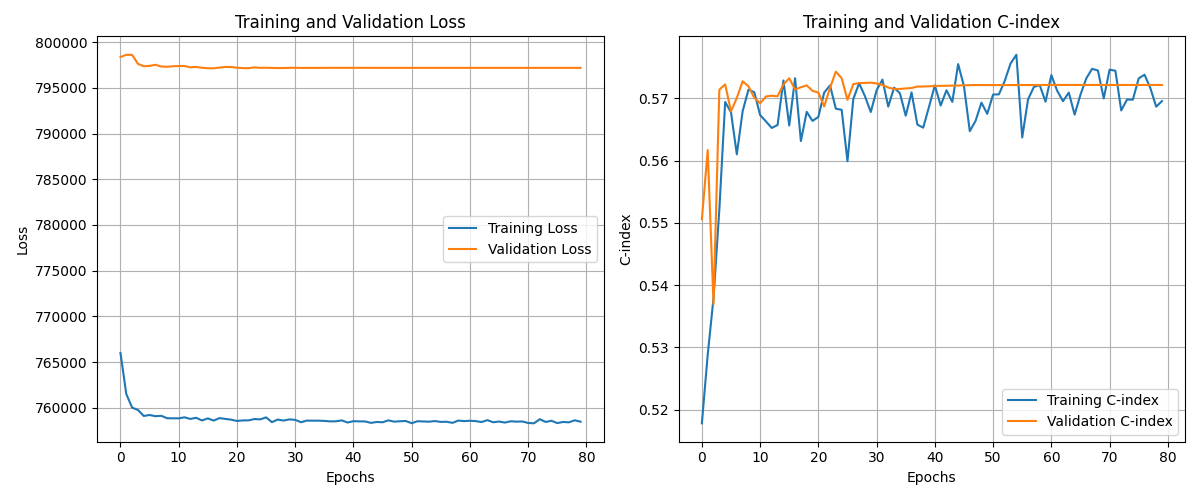 Training and Validation Loss
800000
795000
790000
785000
780000
775000
770000
765000
760000
Loss
0 10 20 30 40 50 60 70 80
Epochs
Training Loss
Validation Loss
Training and Validation C-index
0.57
0.56
0.55
0.54
0.53
0.52
C-index
0 10 20 30 40 50 60 70 80
Epochs
Training C-index
Validation C-index